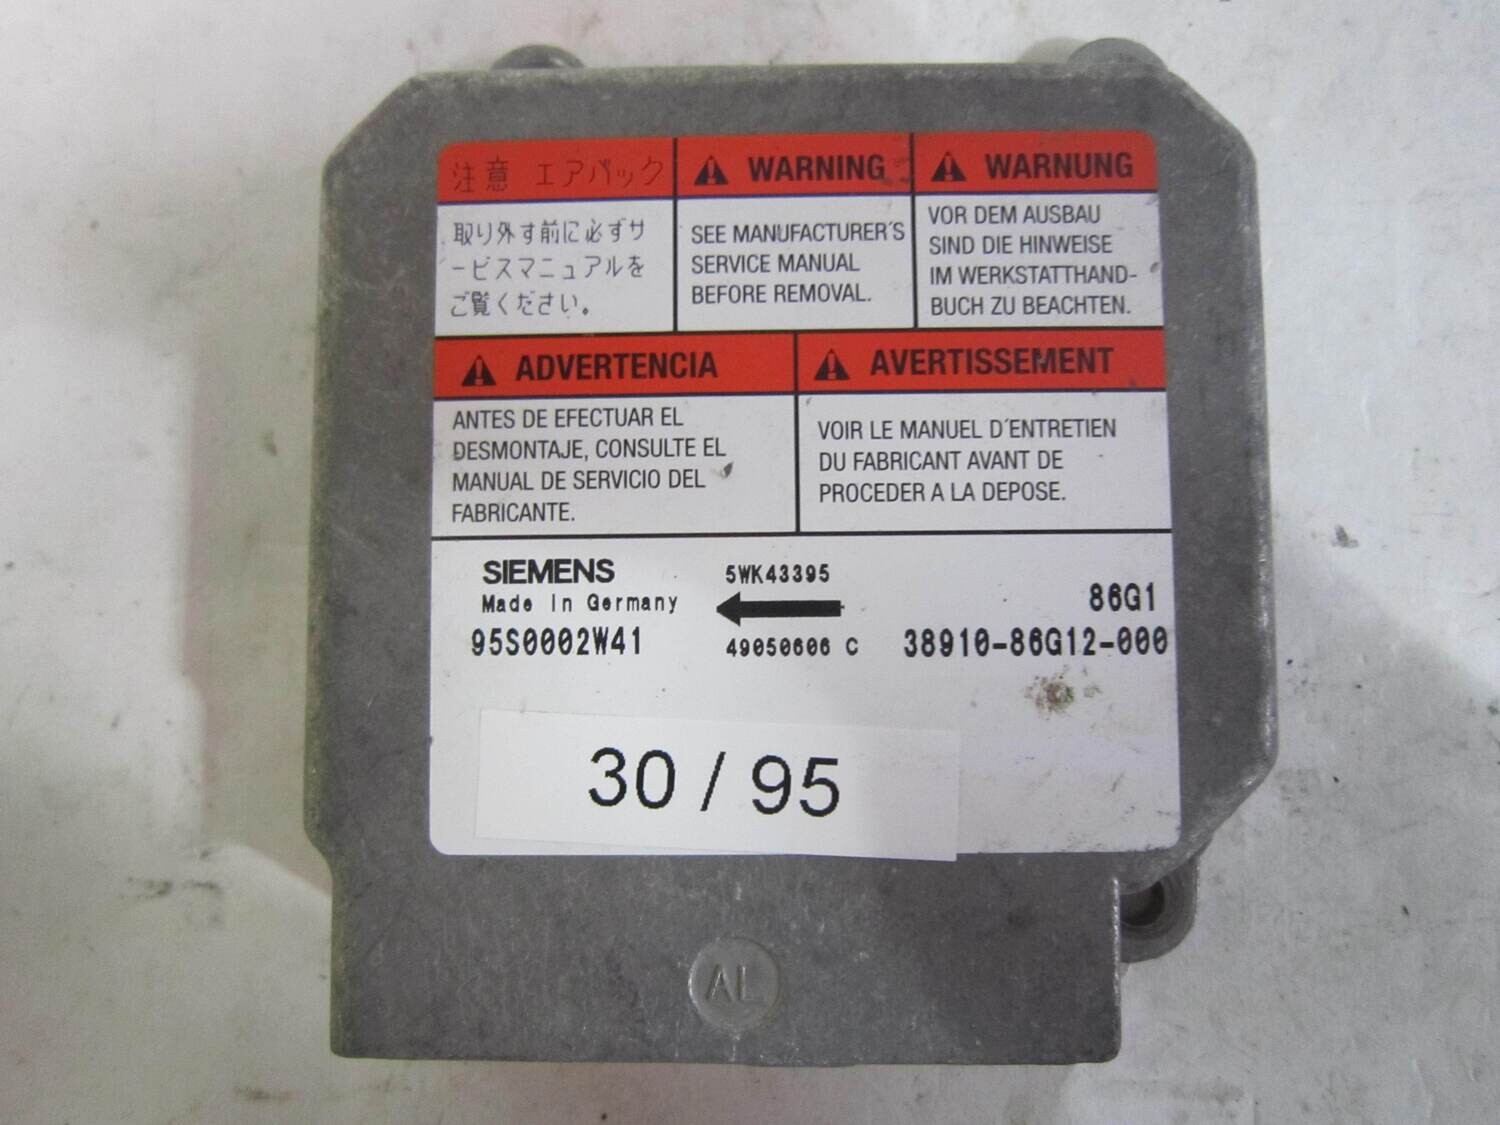 注意 エアバック
取り外す前に必ずサ
ービスマニュアルを
ご覧ください。
WARNING
SEE MANUFACTURER'S
SERVICE MANUAL
BEFORE REMOVAL.
WARNUNG
VOR DEM AUSBAU
SIND DIE HINWEISE
IM WERKSTATTHAND-
BUCH ZU BEACHTEN.
ADVERTENCIA
ANTES DE EFECTUAR EL
DESMONTAJE, CONSULTE EL
MANUAL DE SERVICIO DEL
FABRICANTE.
AVERTISSEMENT
VOIR LE MANUEL D'ENTRETIEN
DU FABRICANT AVANT DE
PROCEDER A LA DEPOSE.
SIEMENS
Made in Germany
95S0002W41
5WK43395
49050606 C
86G1
38910-86G12-000
30 / 95
AL